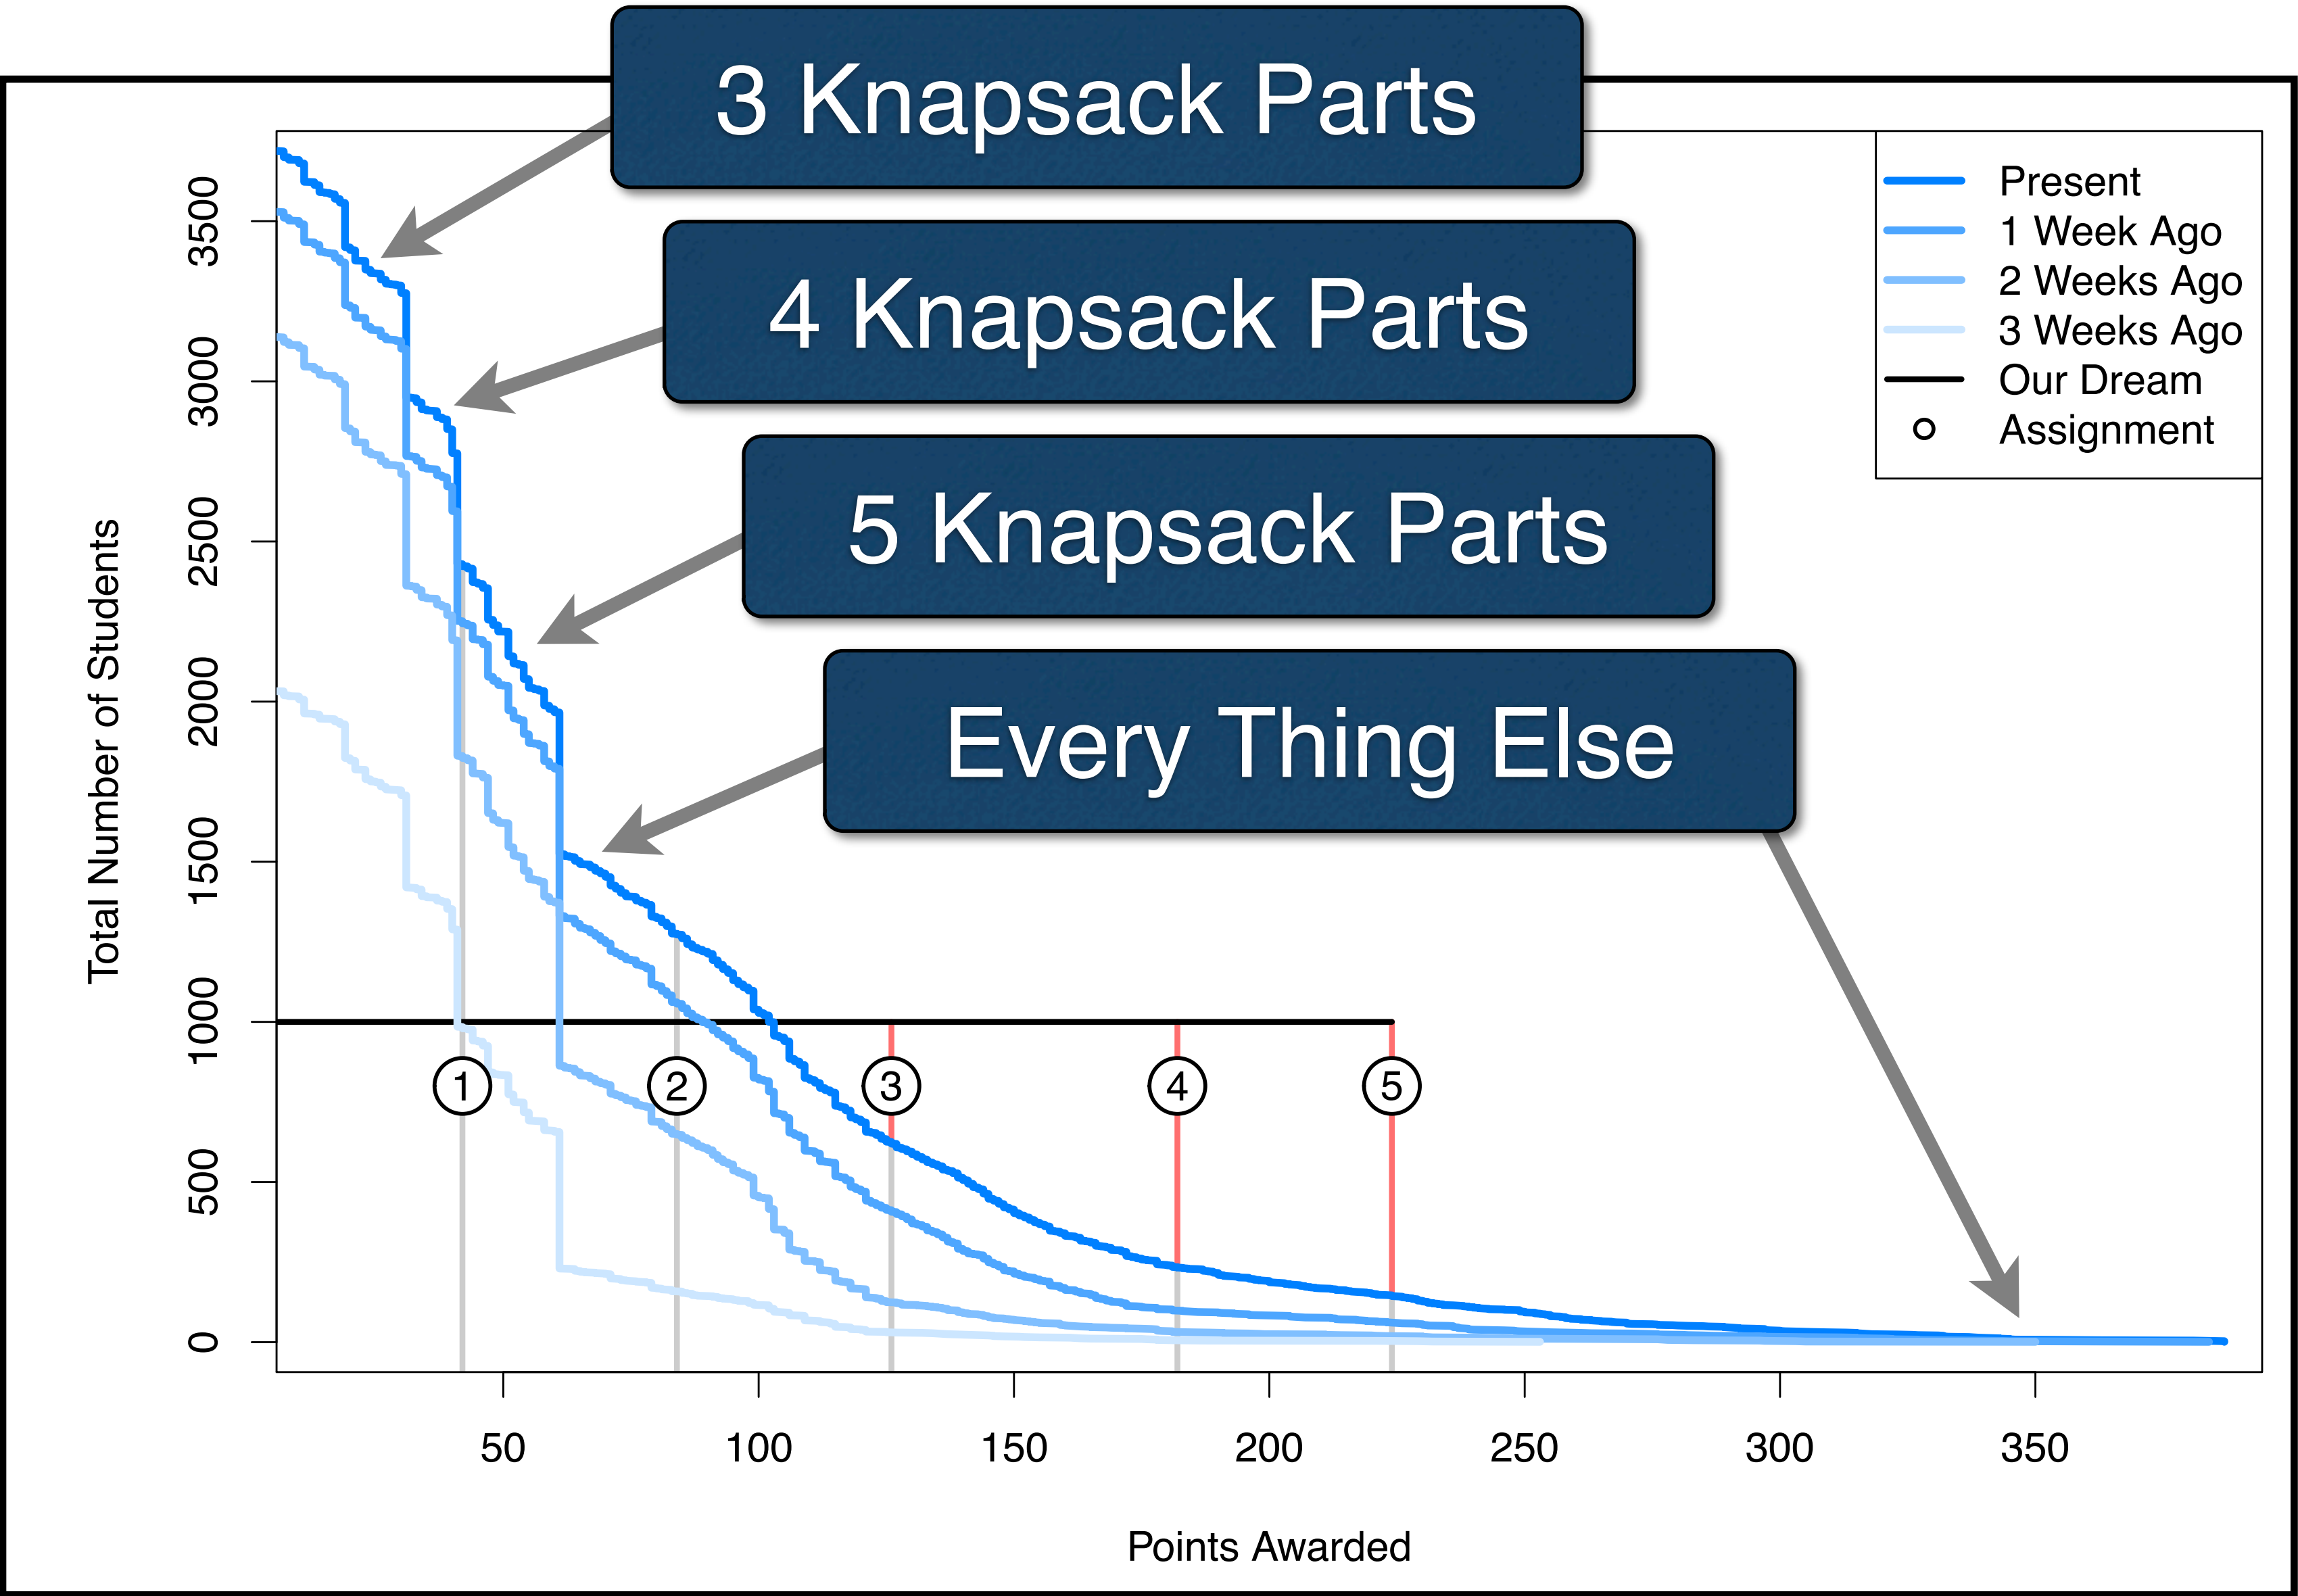 3 Knapsack Parts
4 Knapsack Parts
5 Knapsack Parts
Every Thing Else
Present
1 Week Ago
2 Weeks Ago
3 Weeks Ago
Our Dream
Assignment
Total Number of Students
3500
3000
2500
2000
1500
1000
500
0
1
2
3
4
5
50
100
150
200
250
300
350
Points Awarded